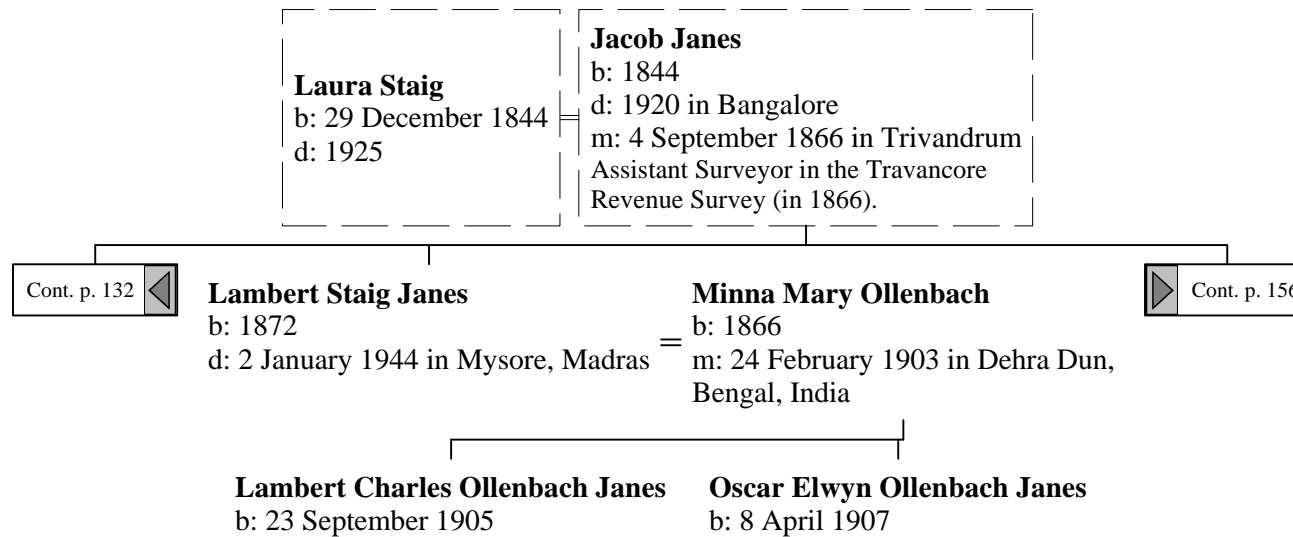 Laura Staig
b: 29 December 1844
d: 1925
Jacob Janes
b: 1844
d: 1920 in Bangalore
m: 4 September 1866 in Trivandrum
Assistant Surveyor in the Travancore
Revenue Survey (in 1866).
Cont. p. 132
Lambert Staig Janes
b: 1872
d: 2 January 1944 in Mysore, Madras
=
Minna Mary Ollenbach
b: 1866
m: 24 February 1903 in Dehra Dun,
Bengal, India
Cont. p. 156
Lambert Charles Ollenbach Janes
b: 23 September 1905
Oscar Elwyn Ollenbach Janes
b: 8 April 1907